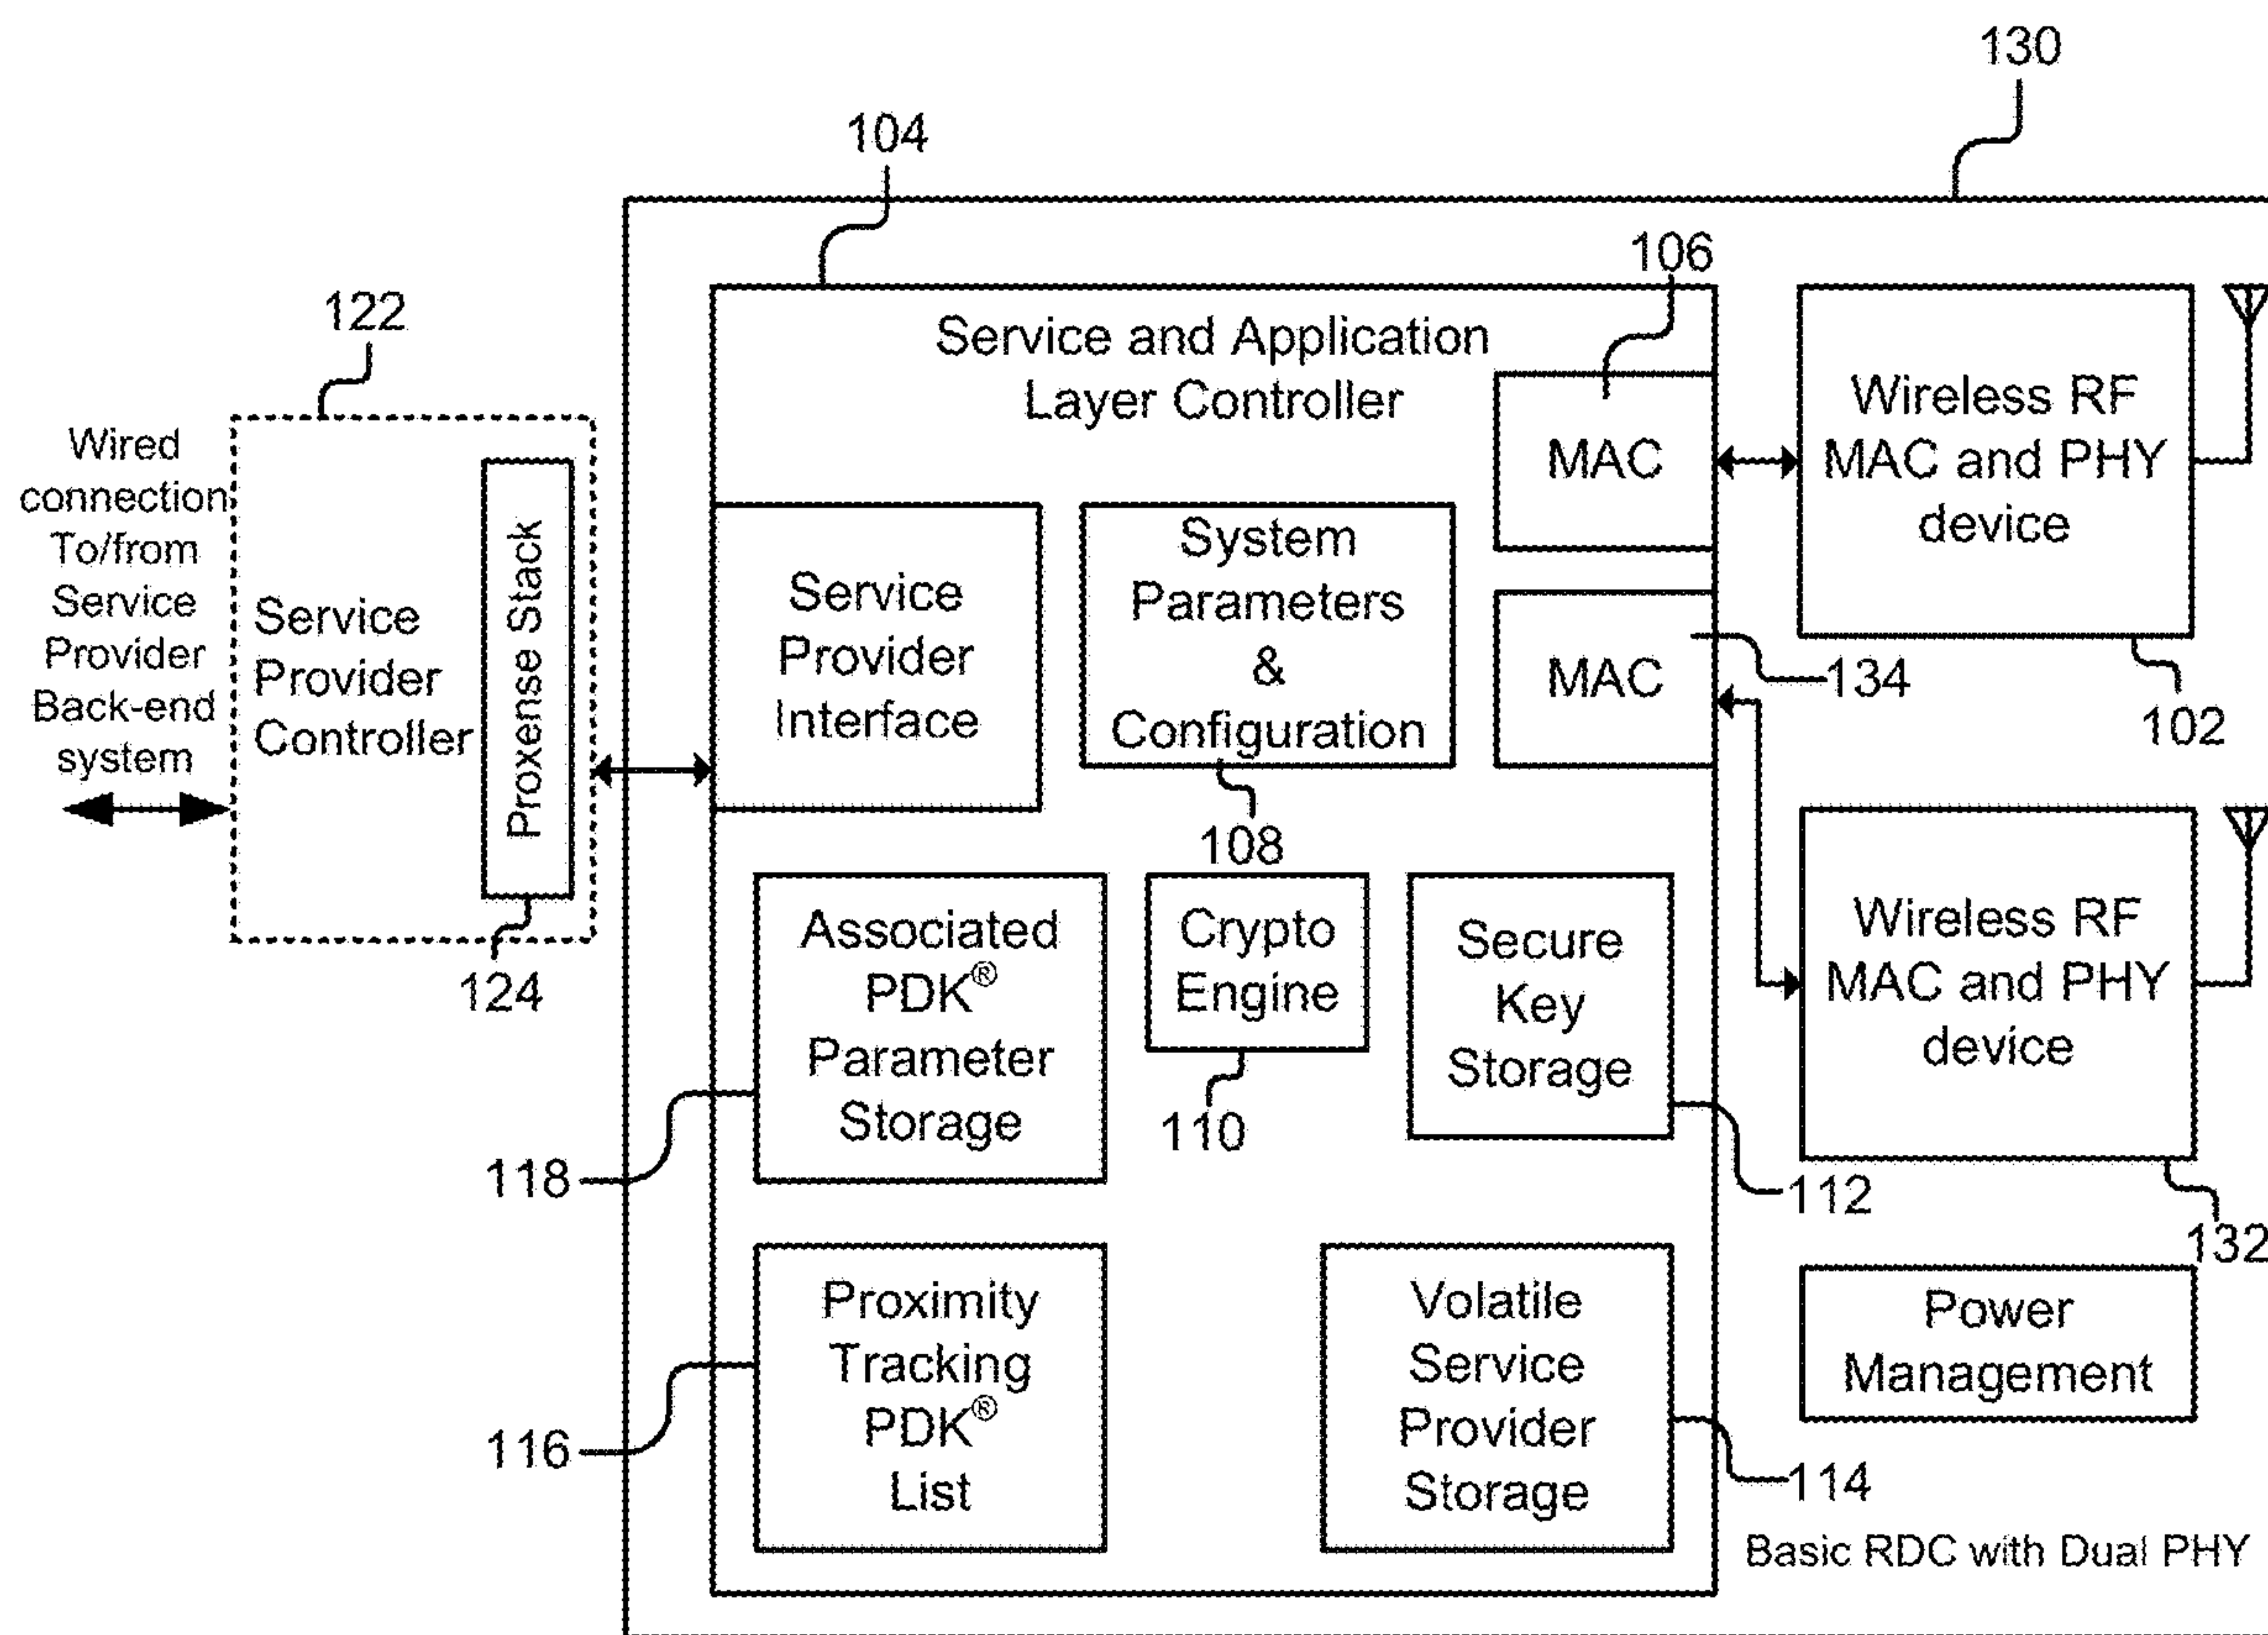 130
104
106
122
Service and Application
Layer Controller
MAC
Wireless RF
MAC and PHY
device
102
Wired
connection
To/from
Service
Provider
Back-end
system
Service
Provider
Controller
Proxense Stack
124
Service
Provider
Interface
System
Parameters
&
Configuration
108
MAC
134
Wireless RF
MAC and PHY
device
132
Associated
PDK®
Parameter
Storage
118
Crypto
Engine
110
Secure
Key
Storage
112
Proximity
Tracking
PDK®
List
116
Volatile
Service
Provider
Storage
114
Power
Management
Basic RDC with Dual PHY